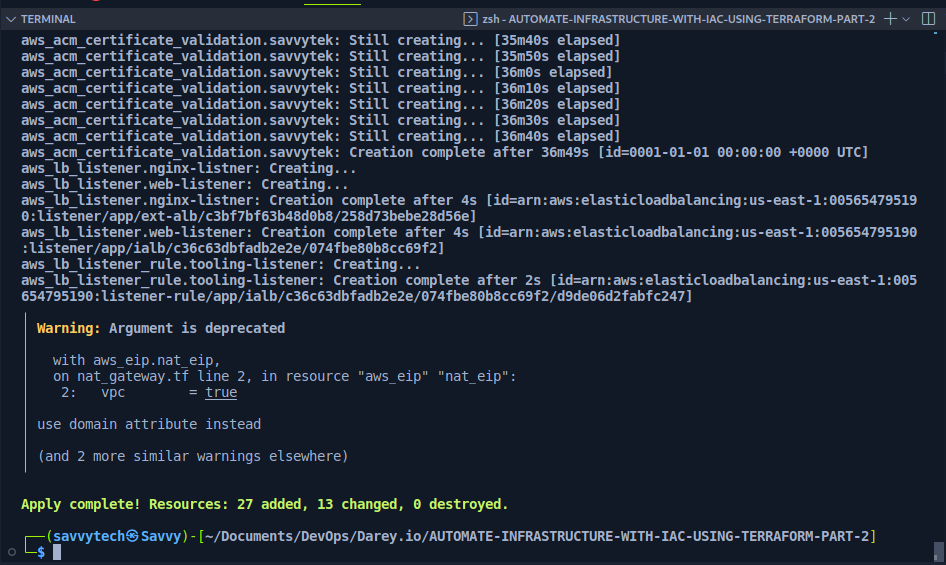 TERMINAL
zsh - AUTOMATE-INFRASTRUCTURE-WITH-IAC-USING-TERRAFORM-PART-2
aws_acm_certificate_validation.savvytek: Still creating... [35m40s elapsed]
aws_acm_certificate_validation.savvytek: Still creating... [35m50s elapsed]
aws_acm_certificate_validation.savvytek: Still creating... [36m0s elapsed]
aws_acm_certificate_validation.savvytek: Still creating... [36m10s elapsed]
aws_acm_certificate_validation.savvytek: Still creating... [36m20s elapsed]
aws_acm_certificate_validation.savvytek: Still creating... [36m30s elapsed]
aws_acm_certificate_validation.savvytek: Still creating... [36m40s elapsed]
aws_acm_certificate_validation.savvytek: Creation complete after 36m49s [id=0001-01-01 00:00:00 +0000 UTC]
aws_lb_listener.nginx-listner: Creating...
aws_lb_listener.web-listener: Creating...
aws_lb_listener.nginx-listner: Creation complete after 4s [id=arn:aws:elasticloadbalancing:us-east-1:00565479519
0:listener/app/ext-alb/c3bf7bf63b48d0b8/258d73bebe28d56e]
aws_lb_listener.web-listener: Creation complete after 4s [id=arn:aws:elasticloadbalancing:us-east-1:005654795190
:listener/app/ialb/c36c63dbfadb2e2e/074fbe80b8cc69f2]
aws_lb_listener_rule.tooling-listener: Creating...
aws_lb_listener_rule.tooling-listener: Creation complete after 2s [id=arn:aws:elasticloadbalancing:us-east-1:005
654795190:listener-rule/app/ialb/c36c63dbfadb2e2e/074fbe80b8cc69f2/d9de06d2fabfc247]
Warning: Argument is deprecated
with aws_eip.nat_eip,
on nat_gateway.tf line 2, in resource "aws_eip" "nat_eip":
2: vpc = true
use domain attribute instead
(and 2 more similar warnings elsewhere)
Apply complete! Resources: 27 added, 13 changed, 0 destroyed.
┌──(savvytech㉿Savvy)-[~/Documents/DevOps/Darey.io/AUTOMATE-INFRASTRUCTURE-WITH-IAC-USING-TERRAFORM-PART-2]
└─$